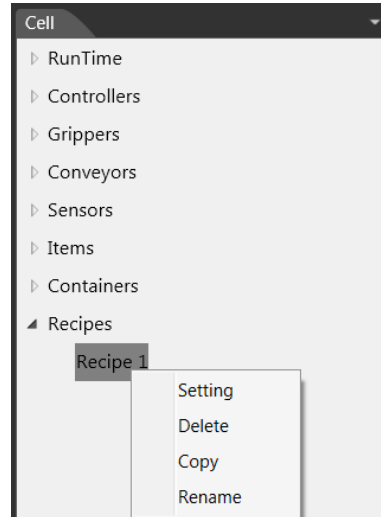 Cell
RunTime
Controllers
Grippers
Conveyors
Sensors
Items
Containers
Recipes
Recipe 1
Setting
Delete
Copy
Rename